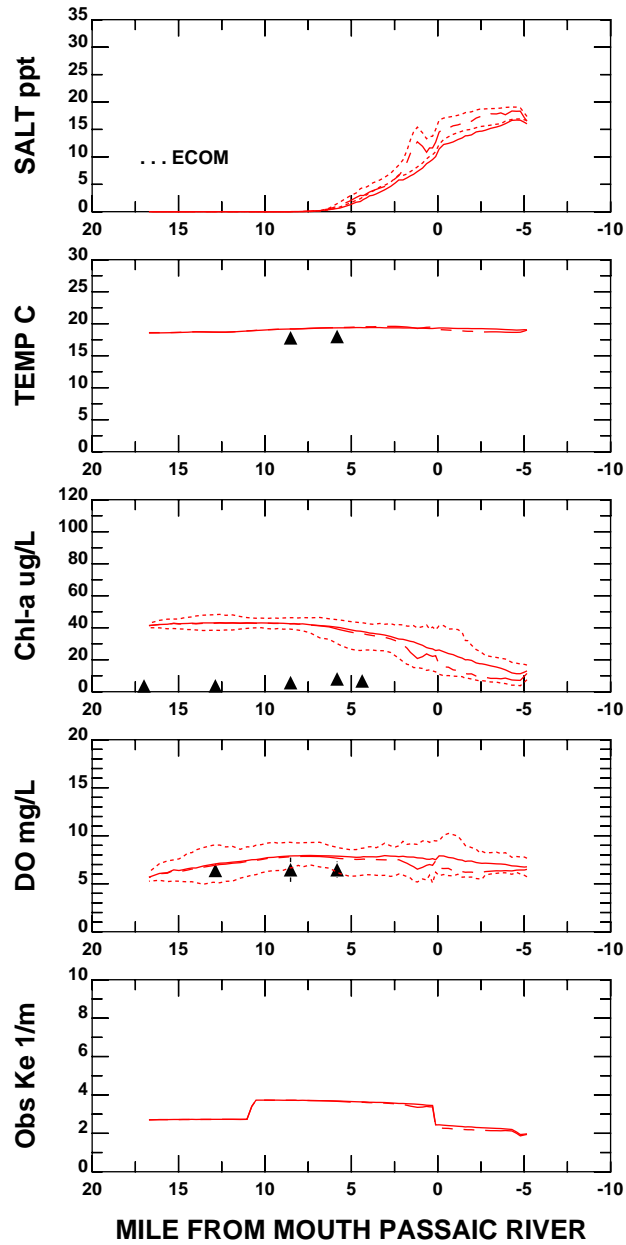 SALT ppt
35
30
25
20
15
10
5
0
. . . ECOM
20 15 10 5 0 -5 -10
TEMP C
30
25
20
15
10
5
0
20 15 10 5 0 -5 -10
Chl-a ug/L
120
100
80
60
40
20
0
20 15 10 5 0 -5 -10
DO mg/L
20
15
10
5
0
20 15 10 5 0 -5 -10
Obs Ke 1/m
10
8
6
4
2
0
20 15 10 5 0 -5 -10
MILE FROM MOUTH PASSAIC RIVER